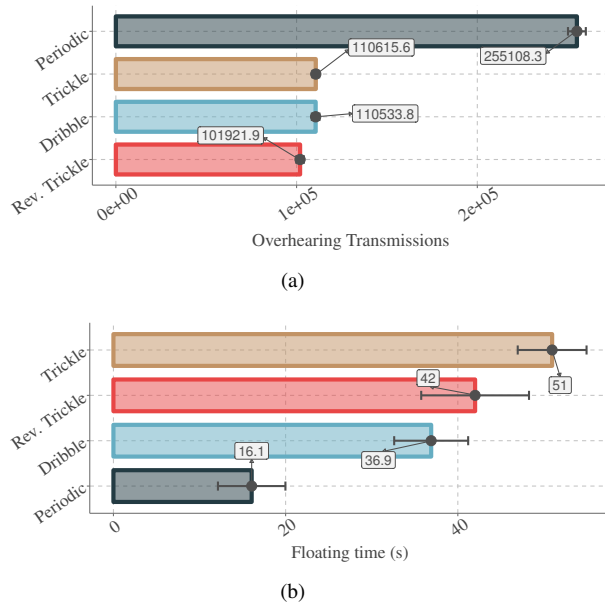 Periodic
255108.3
110615.6
Trickle
Dribble
110533.8
101921.9
Rev. Trickle
0e+00
1e+05
2e+05
Overhearing Transmissions
(a)
Trickle
51
42
Rev. Trickle
Dribble
36.9
16.1
Periodic
0
20
40
Floating time (s)
(b)